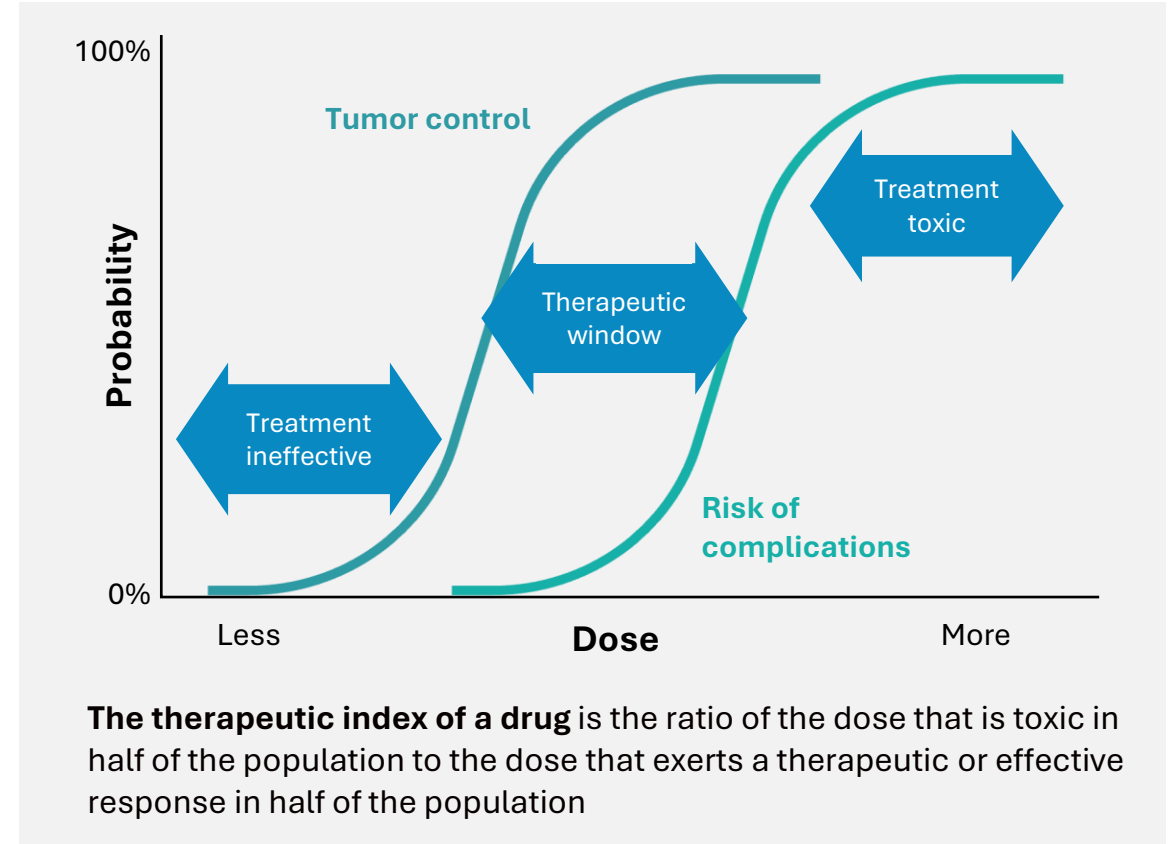 100%
Tumor control
Treatment
toxic
Probability
Therapeutic
window
Treatment
ineffective
Risk of
complications
0%
Less
Dose
More
The therapeutic index of a drug is the ratio of the dose that is toxic in
half of the population to the dose that exerts a therapeutic or effective
response in half of the population